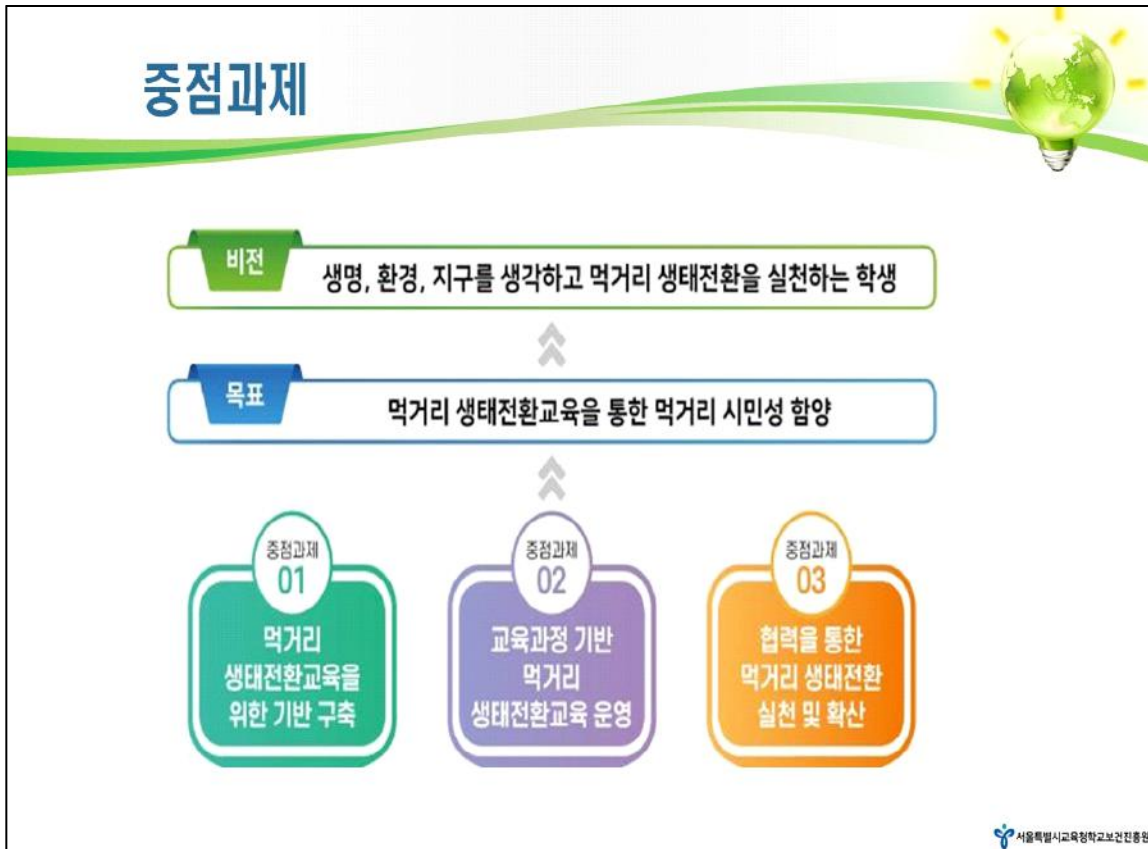 중점과제
비전
생명, 환경, 지구를 생각하고 먹거리 생태전환을 실천하는 학생
목표
먹거리 생태전환교육을 통한 먹거리 시민성 함양
중점과제
01
먹거리
생태전환교육을
위한 기반 구축
중점과제
02
교육과정 기반
먹거리
생태전환교육 운영
중점과제
03
협력을 통한
먹거리 생태전환
실천 및 확산
서울특별시교육청학교보건진흥원